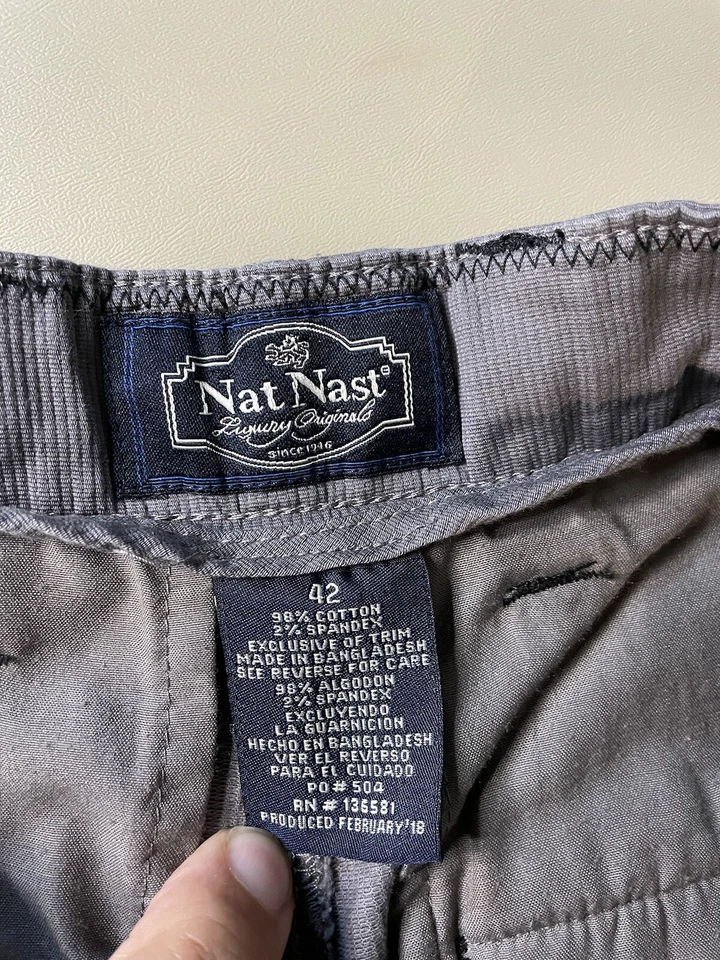 Nat Nast®
Luxury Originals
Since 1946
42
98% COTTON
2% SPANDEX
EXCLUSIVE OF TRIM
MADE IN BANGLADESH
SEE REVERSE FOR CARE
98% ALGODON
2% SPANDEX
EXCLUYENDO
LA GUARNICION
HECHO EN BANGLADESH
VER EL REVERSO
PARA EL CUIDADO
PO# 504
RN # 136581
PRODUCED FEBRUARY'18